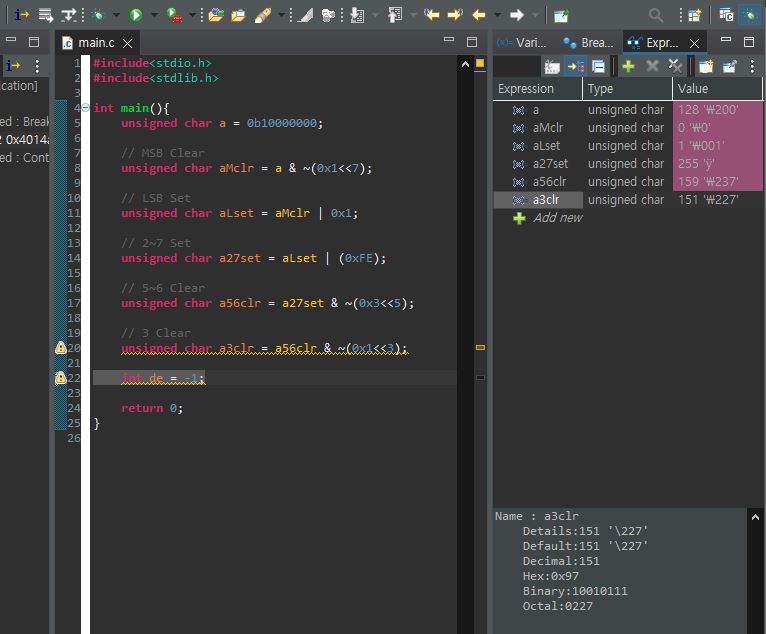 main.c
1 #include<stdio.h>
2 #include<stdlib.h>
3
4 int main(){
5 unsigned char a = 0b10000000;
6
7 // MSB Clear
8 unsigned char aMclr = a & ~(0x1<<7);
9
10 // LSB Set
11 unsigned char aLset = aMclr | 0x1;
12
13 // 2~7 Set
14 unsigned char a27set = aLset | (0xFE);
15
16 // 5~6 Clear
17 unsigned char a56clr = a27set & ~(0x3<<5);
18
19 // 3 Clear
20 unsigned char a3clr = a56clr & ~(0x1<<3);
21
22 int de = -1;
23
24 return 0;
25 }
26
ication]
ed : Break
2 0x4014a
ed : Cont
(x)= Vari... Brea... Expr...
Expression Type Value
a unsigned char 128 '₩200'
aMclr unsigned char 0 '₩0'
aLset unsigned char 1 '₩001'
a27set unsigned char 255 'ÿ'
a56clr unsigned char 159 '₩237'
a3clr unsigned char 151 '₩227'
Add new
Name : a3clr
Details:151 '\227'
Default:151 '\227'
Decimal:151
Hex:0x97
Binary:10010111
Octal:0227